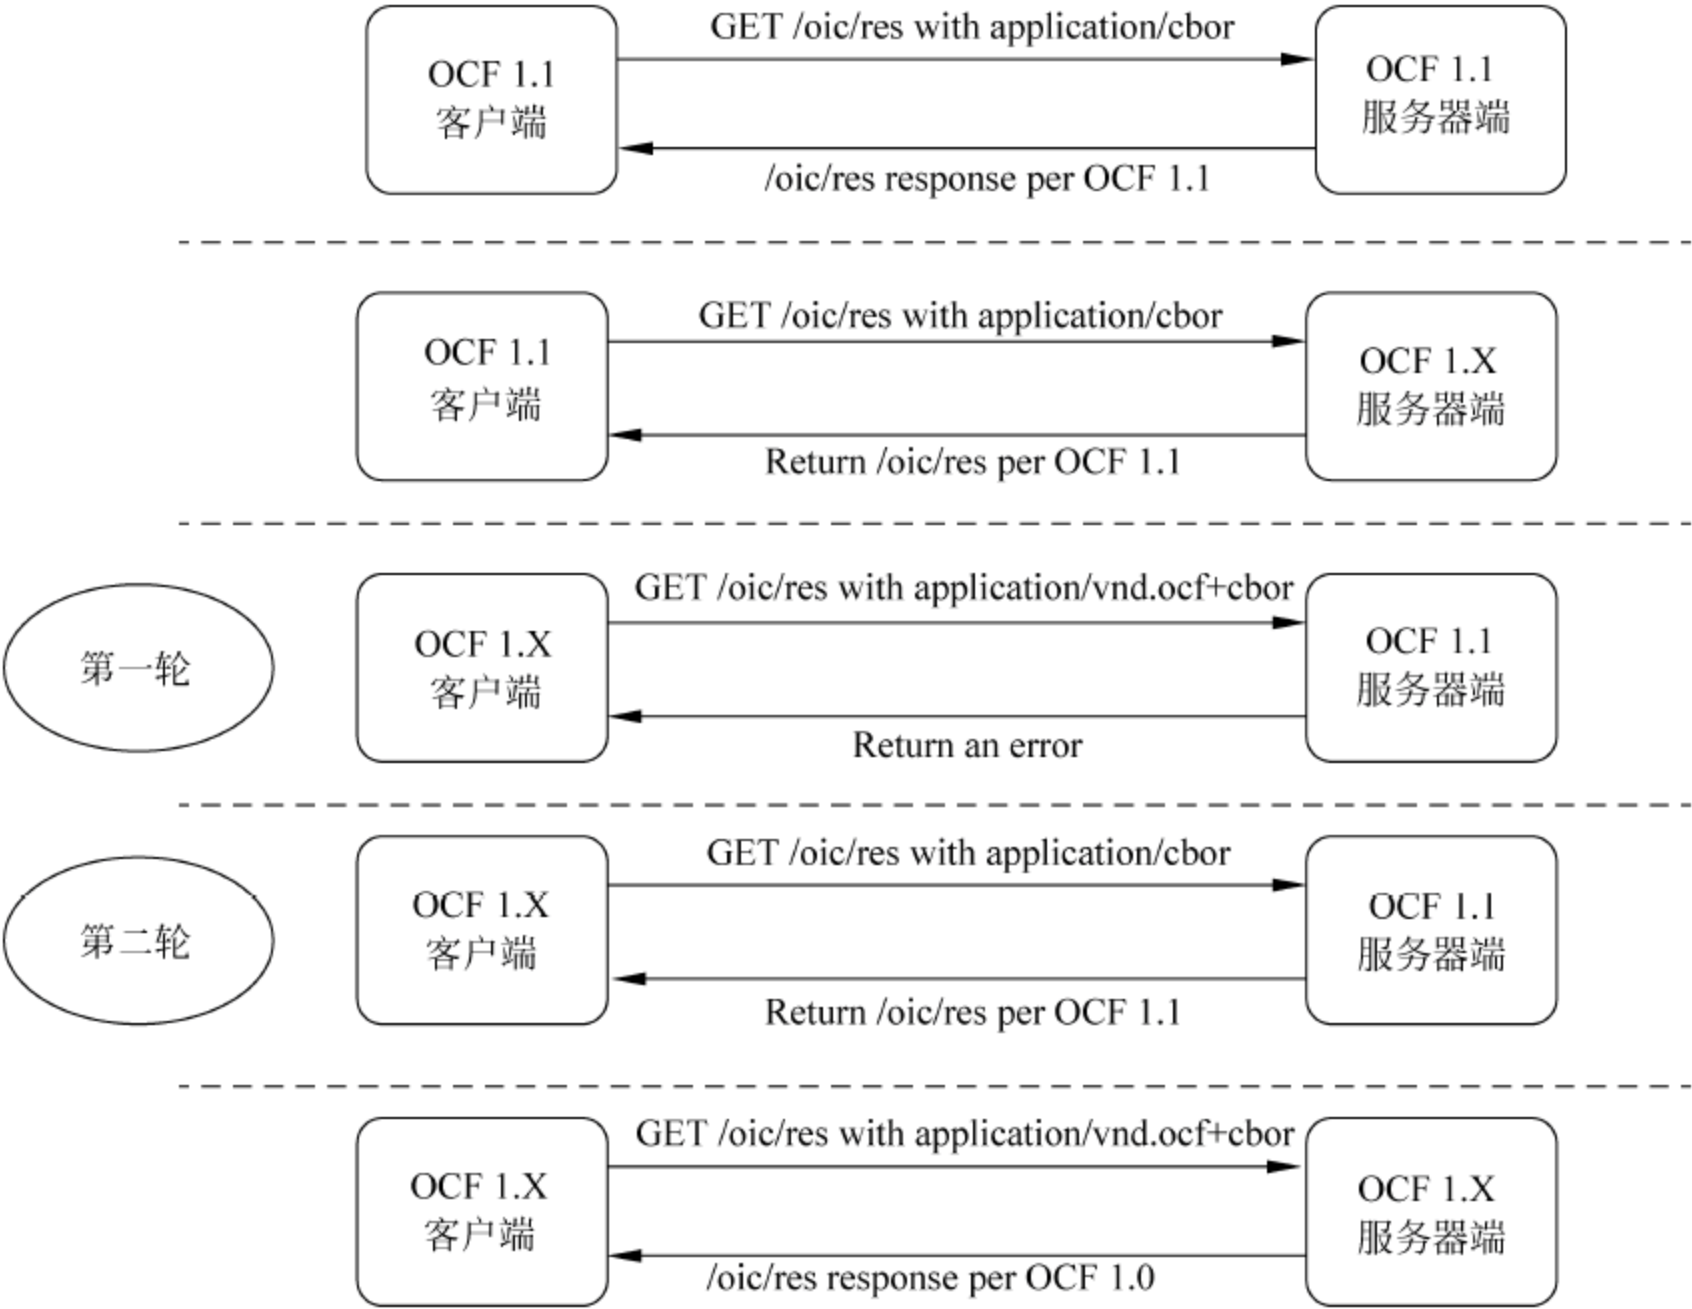 GET /oic/res with application/cbor
OCF 1.1
客户端
OCF 1.1
服务器端
/oic/res response per OCF 1.1
GET /oic/res with application/cbor
OCF 1.1
客户端
OCF 1.X
服务器端
Return /oic/res per OCF 1.1
第一轮
GET /oic/res with application/vnd.ocf+cbor
OCF 1.X
客户端
OCF 1.1
服务器端
Return an error
第二轮
GET /oic/res with application/cbor
OCF 1.X
客户端
OCF 1.1
服务器端
Return /oic/res per OCF 1.1
GET /oic/res with application/vnd.ocf+cbor
OCF 1.X
客户端
OCF 1.X
服务器端
/oic/res response per OCF 1.0